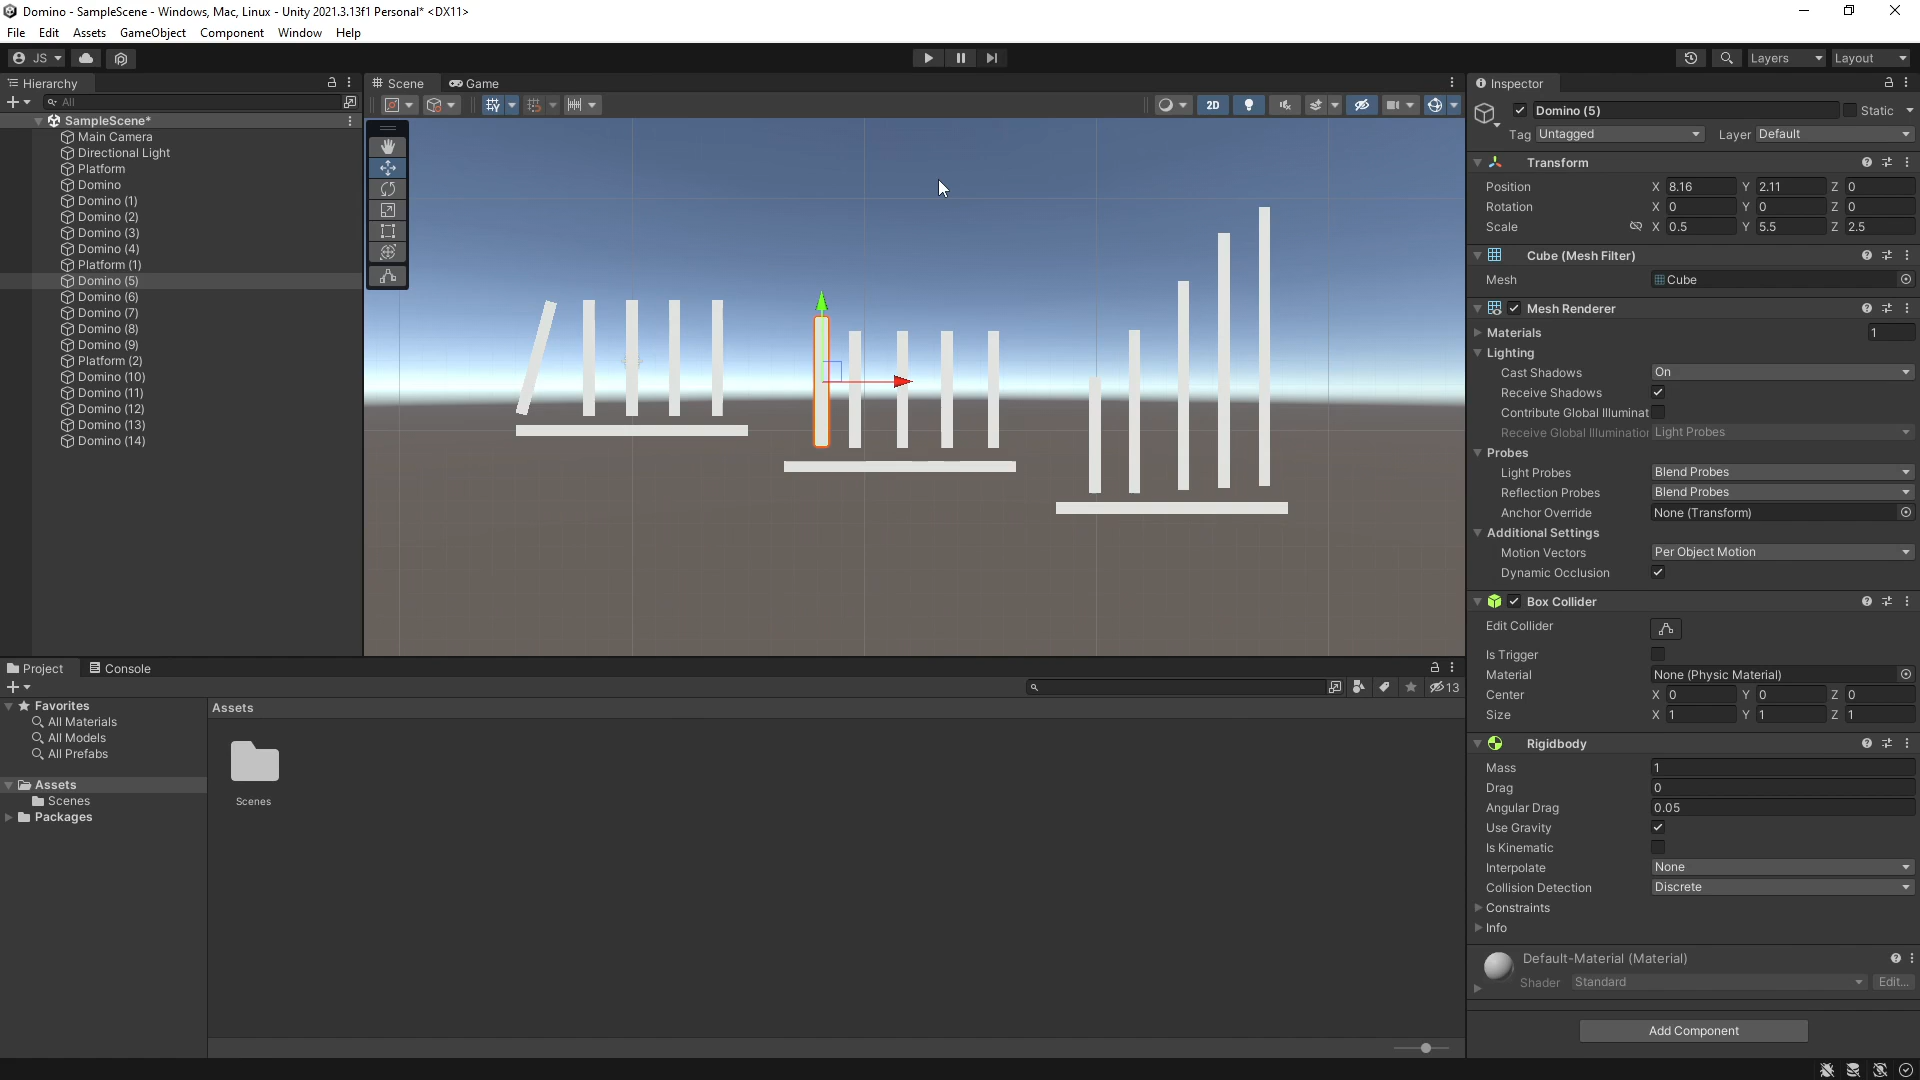 Domino - SampleScene - Windows, Mac, Linux - Unity 2021.3.13f1 Personal* <DX11>
File Edit Assets GameObject Component Window Help
JS Layers Layout
Hierarchy
All
SampleScene*
Main Camera
Directional Light
Platform
Domino
Domino (1)
Domino (2)
Domino (3)
Domino (4)
Platform (1)
Domino (5)
Domino (6)
Domino (7)
Domino (8)
Domino (9)
Platform (2)
Domino (10)
Domino (11)
Domino (12)
Domino (13)
Domino (14)
Scene Game
2D
Inspector
Domino (5) Static
Tag Untagged Layer Default
Transform
Position X 8.16 Y 2.11 Z 0
Rotation X 0 Y 0 Z 0
Scale X 0.5 Y 5.5 Z 2.5
Cube (Mesh Filter)
Mesh Cube
Mesh Renderer
Materials 1
Lighting
Cast Shadows On
Receive Shadows
Contribute Global Illuminat
Receive Global Illumination Light Probes
Probes
Light Probes Blend Probes
Reflection Probes Blend Probes
Anchor Override None (Transform)
Additional Settings
Motion Vectors Per Object Motion
Dynamic Occlusion
Box Collider
Edit Collider
Is Trigger
Material None (Physic Material)
Center X 0 Y 0 Z 0
Size X 1 Y 1 Z 1
Rigidbody
Mass 1
Drag 0
Angular Drag 0.05
Use Gravity
Is Kinematic
Interpolate None
Collision Detection Discrete
Constraints
Info
Default-Material (Material)
Shader Standard Edit...
Add Component
Project Console
13
Favorites
All Materials
All Models
All Prefabs
Assets
Scenes
Packages
Assets
Scenes